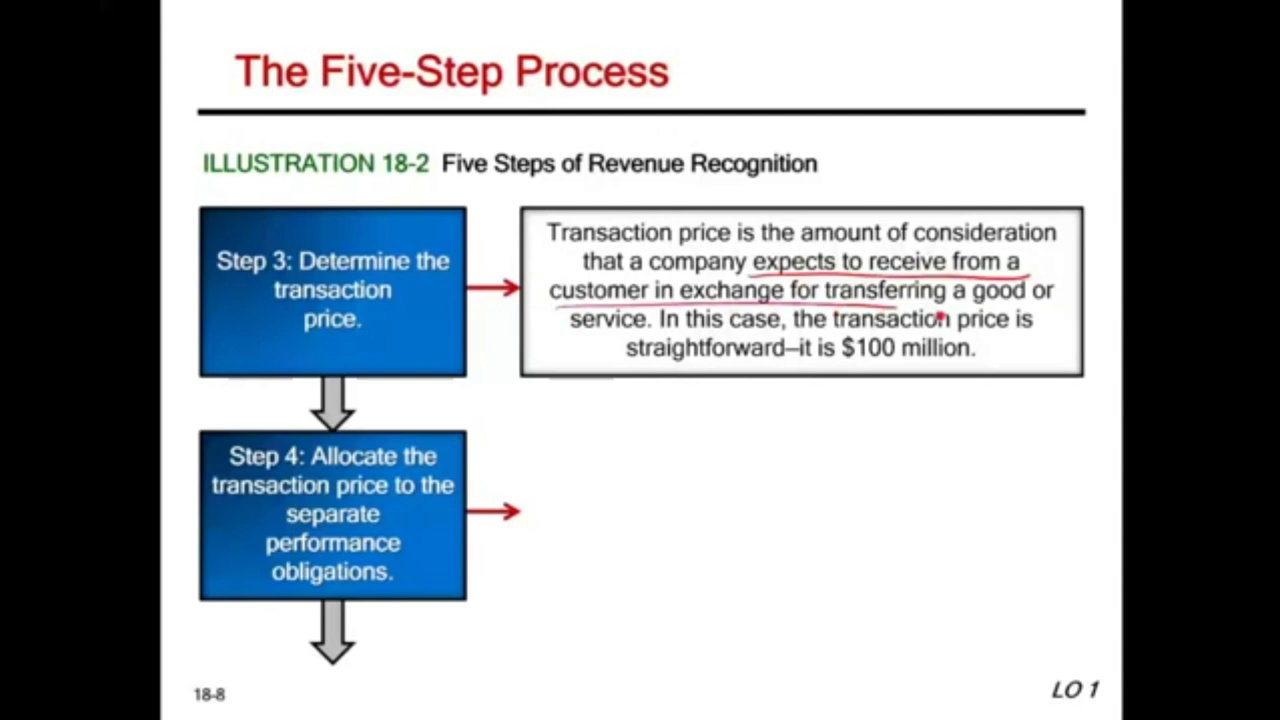 The Five-Step Process
ILLUSTRATION 18-2 Five Steps of Revenue Recognition
Step 3: Determine the
transaction
price.
Transaction price is the amount of consideration
that a company expects to receive from a
customer in exchange for transferring a good or
service. In this case, the transaction price is
straightforward—it is $100 million.
Step 4: Allocate the
transaction price to the
separate
performance
obligations.
18-8
LO 1